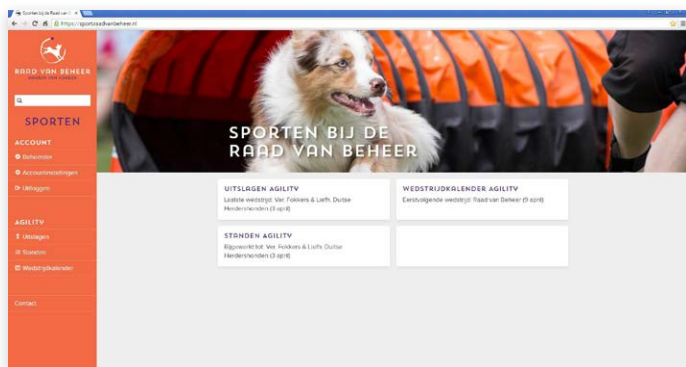 Sporten bij de Raad van B
https://sportraadvanbeheer.nl
RAAD VAN BEHEER
SPORTEN
ACCOUNT
Beheerder
Accountinstellingen
Uitloggen
AGILITY
Uitslagen
Standen
Wedstrijdkalender
Contact
SPORTEN BIJ DE
RAAD VAN BEHEER
UITSLAGEN AGILITY
Laatste wedstrijd: Ver. Fokkers & Liefh. Duitse
Herdershonden (3 april)
WEDSTRIJDKALENDER AGILITY
Eerstvolgende wedstrijd: Raad van Beheer (9 april)
STANDEN AGILITY
Bijgewerkt tot: Ver. Fokkers & Liefh. Duitse
Herdershonden (3 april)